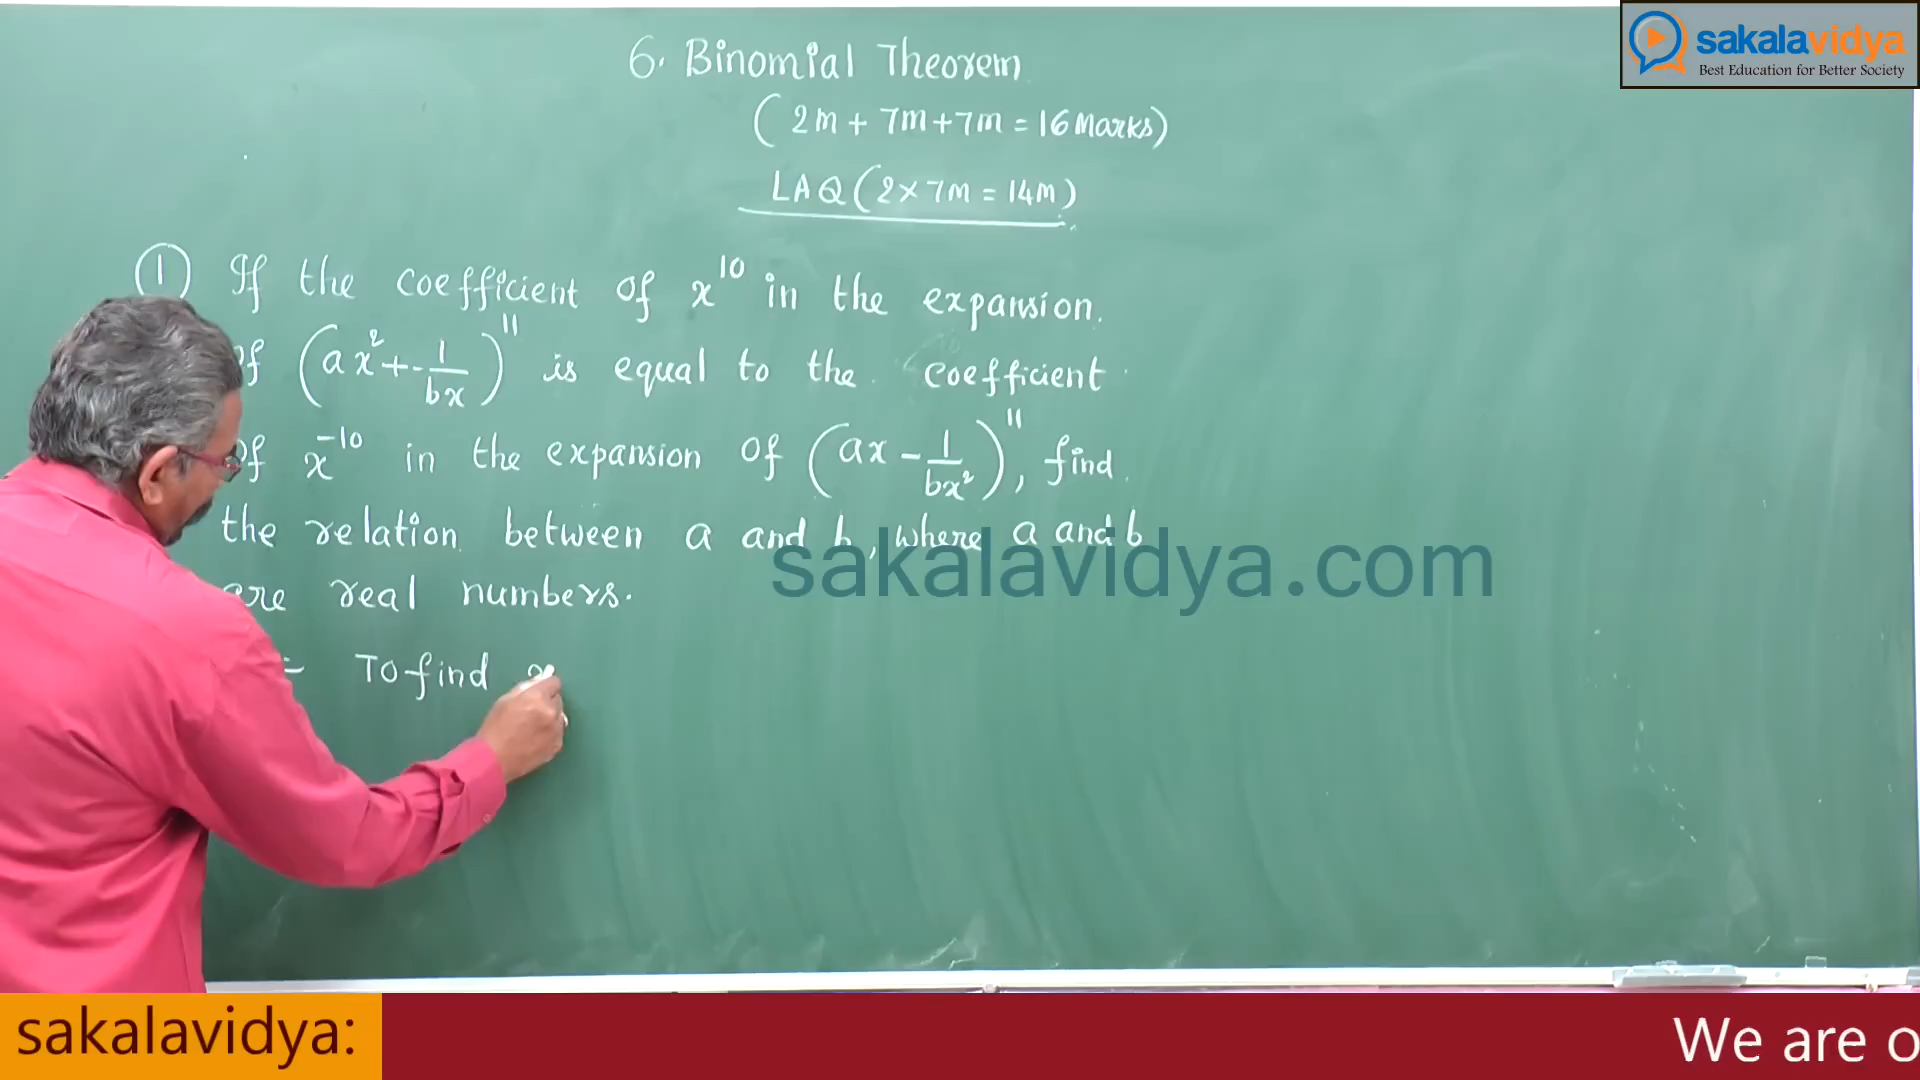 sakalavidya
Best Education for Better Society
6. Binomial Theorem
(2m + 7m + 7m = 16 Marks)
LAQ (2 x 7m = 14m)
① If the coefficient of x¹⁰ in the expansion.
of (ax² + 1/bx)¹¹ is equal to the coefficient
of x⁻¹⁰ in the expansion of (ax - 1/bx²)¹¹, find
the relation between a and b, where a and b
are real numbers.
To find
sakalavidya.com
sakalavidya:
We are o